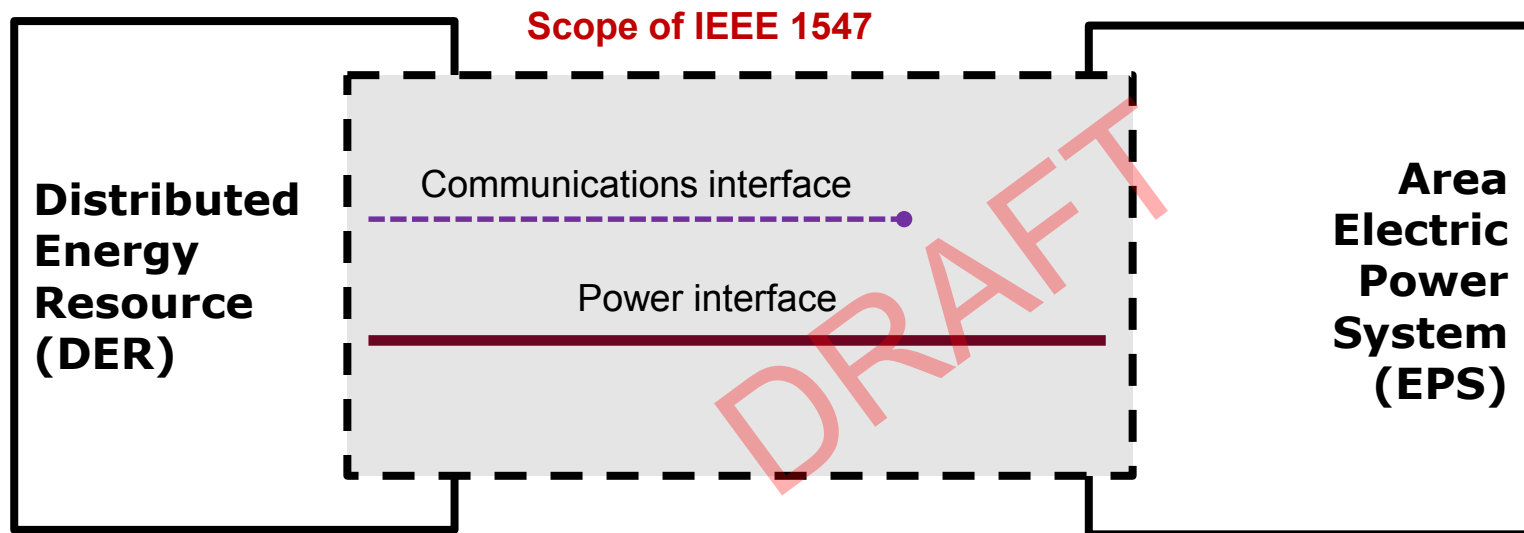 Scope of IEEE 1547
Distributed
Energy
Resource
(DER)
Communications interface
Power interface
DRAFT
Area
Electric
Power
System
(EPS)